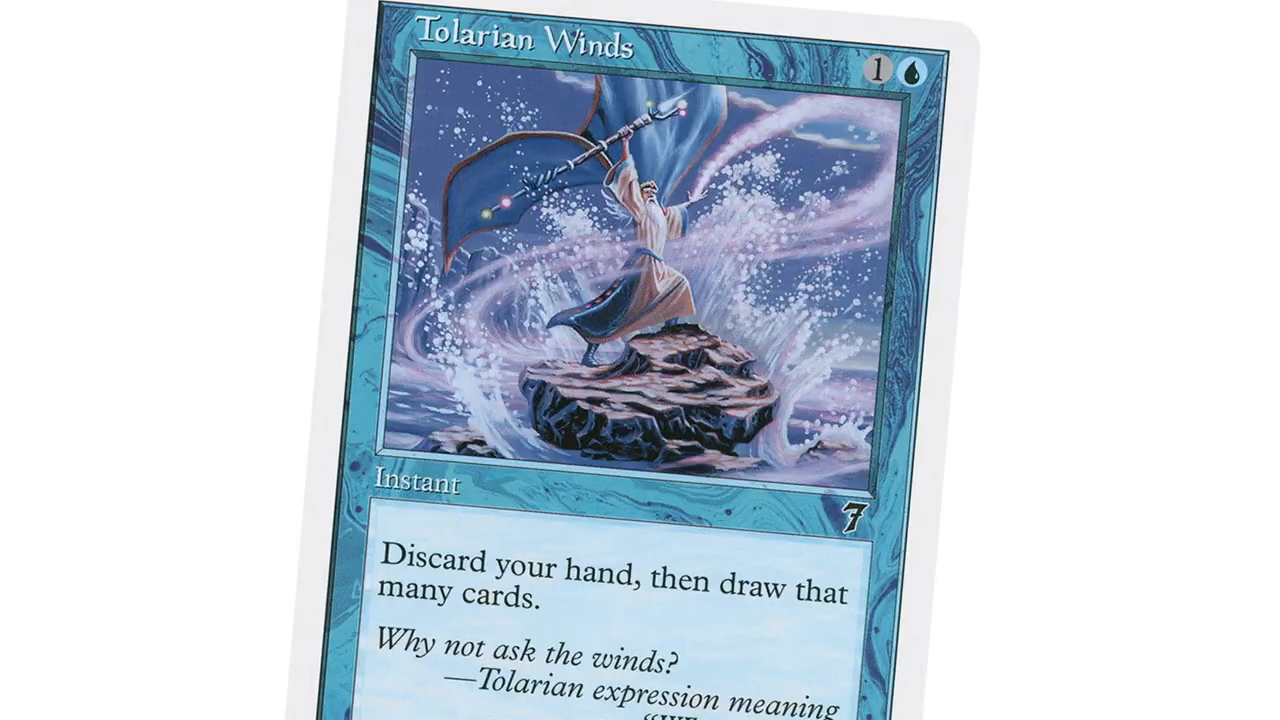 Tolarian Winds
1
Instant
7
Discard your hand, then draw that
many cards.
Why not ask the winds?
—Tolarian expression meaning